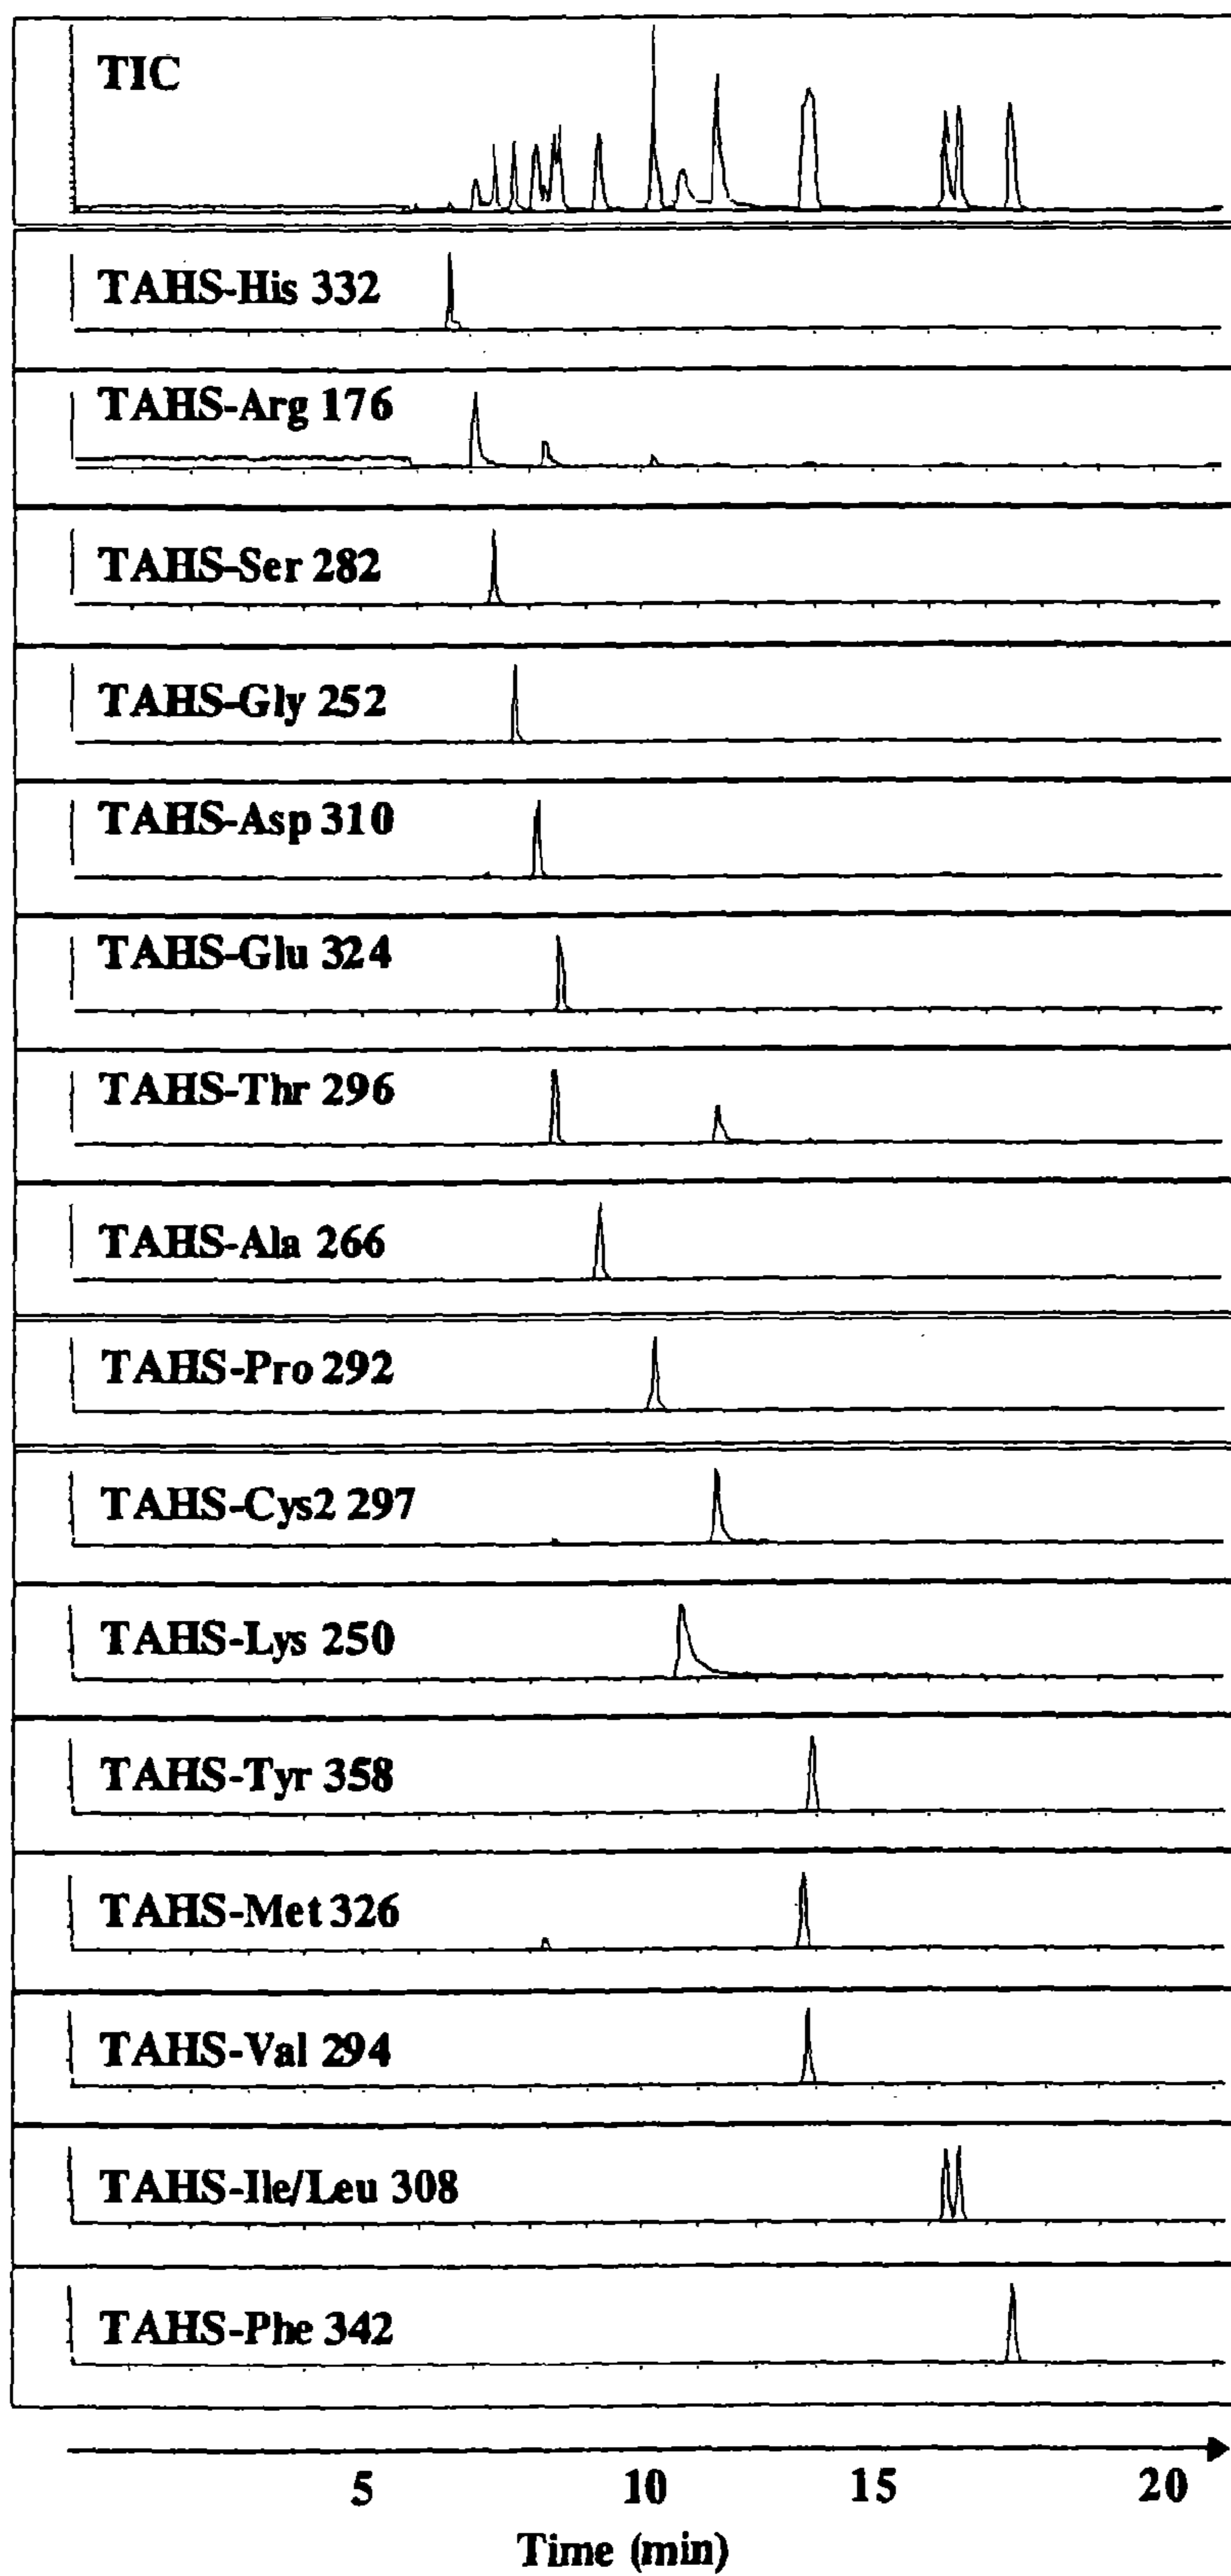 TIC
TAHS-His 332
TAHS-Arg 176
TAHS-Ser 282
TAHS-Gly 252
TAHS-Asp 310
TAHS-Glu 324
TAHS-Thr 296
TAHS-Ala 266
TAHS-Pro 292
TAHS-Cys2 297
TAHS-Lys 250
TAHS-Tyr 358
TAHS-Met 326
TAHS-Val 294
TAHS-Ile/Leu 308
TAHS-Phe 342
5 10 15 20
Time (min)